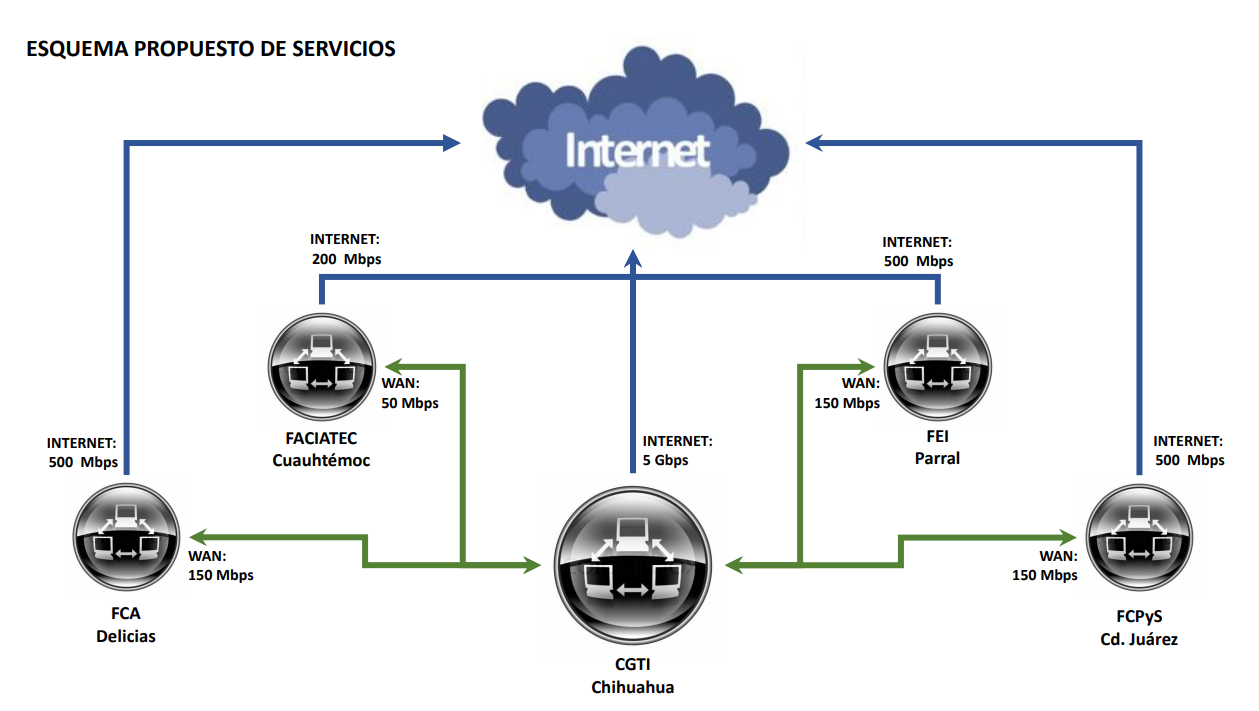 ESQUEMA PROPUESTO DE SERVICIOS
Internet
INTERNET:
200 Mbps
INTERNET:
500 Mbps
WAN:
50 Mbps
WAN:
150 Mbps
FACIATEC
Cuauhtémoc
FEI
Parral
INTERNET:
500 Mbps
INTERNET:
5 Gbps
INTERNET:
500 Mbps
WAN:
150 Mbps
WAN:
150 Mbps
FCA
Delicias
FCPyS
Cd. Juárez
CGTI
Chihuahua